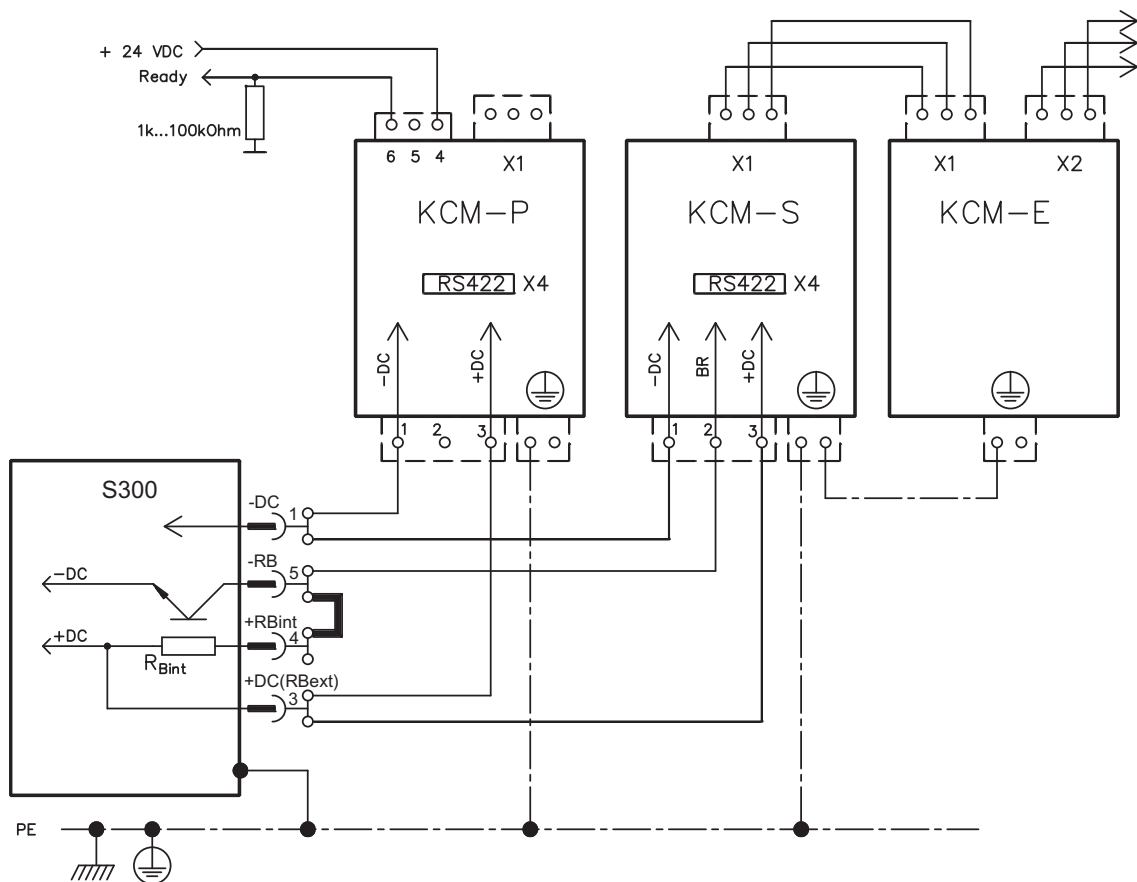 + 24 VDC
Ready
1k...100kOhm
6 5 4
X1
KCM-P
RS422 X4
-DC
+DC
1 2 3
X1
KCM-S
RS422 X4
-DC
BR
+DC
1 2 3
X1 X2
KCM-E
S300
-DC
1
-RB
5
-DC
+RBint
4
+DC
RBint
+DC(RBext)
3
PE